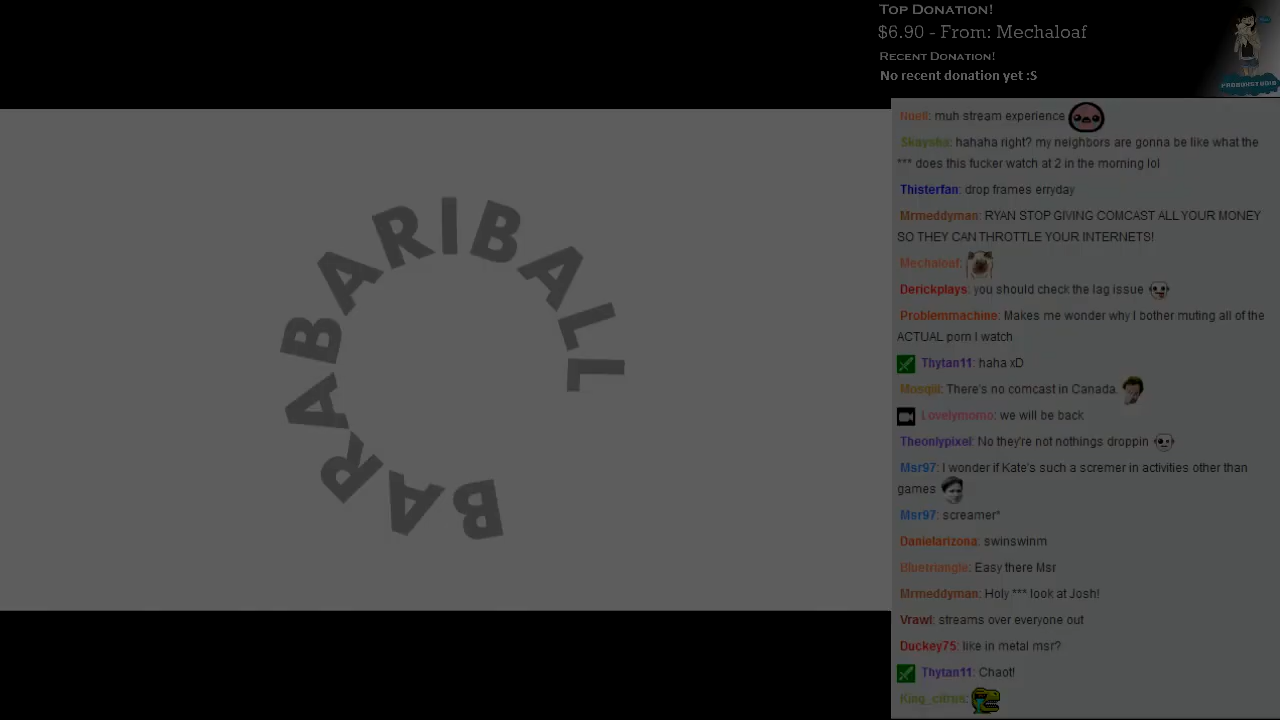 TOP DONATION!
$6.90 - From: Mechaloaf
RECENT DONATION!
No recent donation yet :S
BARABARIBALL
Nuell: muh stream experience
Skaysha: hahaha right? my neighbors are gonna be like what the
*** does this fucker watch at 2 in the morning lol
Thisterfan: drop frames erryday
Mrmeddyman: RYAN STOP GIVING COMCAST ALL YOUR MONEY
SO THEY CAN THROTTLE YOUR INTERNETS!
Mechaloaf:
Derickplays: you should check the lag issue
Problemmachine: Makes me wonder why I bother muting all of the
ACTUAL porn I watch
Thytan11: haha xD
Mosqiii: There's no comcast in Canada.
Lovelymomo: we will be back
Theonlypixel: No they're not nothings droppin
Msr97: I wonder if Kate's such a scremer in activities other than
games
Msr97: screamer*
Danielarizona: swinswinm
Bluetriangle: Easy there Msr
Mrmeddyman: Holy *** look at Josh!
Vrawl: streams over everyone out
Duckey75: like in metal msr?
Thytan11: Chaot!
King_citrus: